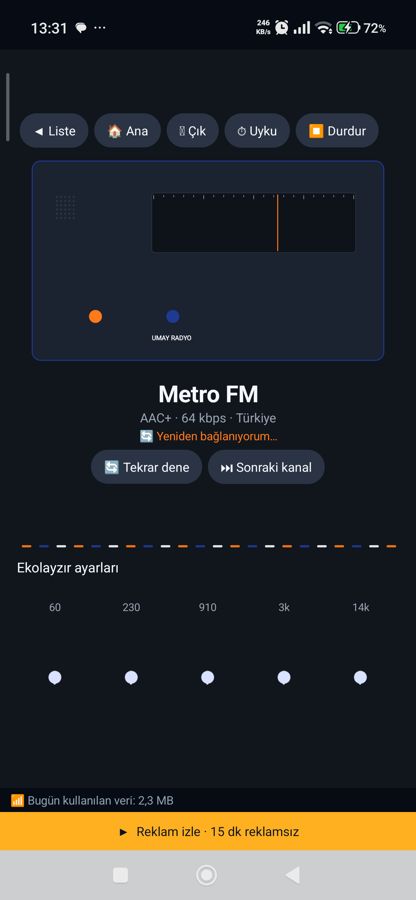 13:31 ... 246 KB/s 72%
◄ Liste 🏠 Ana Çık ⏱ Uyku ⏹ Durdur
UMAY RADYO
Metro FM
AAC+ · 64 kbps · Türkiye
🔄 Yeniden bağlanıyorum…
🔄 Tekrar dene ⏭ Sonraki kanal
Ekolayzır ayarları
60 230 910 3k 14k
📶 Bugün kullanılan veri: 2,3 MB
► Reklam izle · 15 dk reklamsız